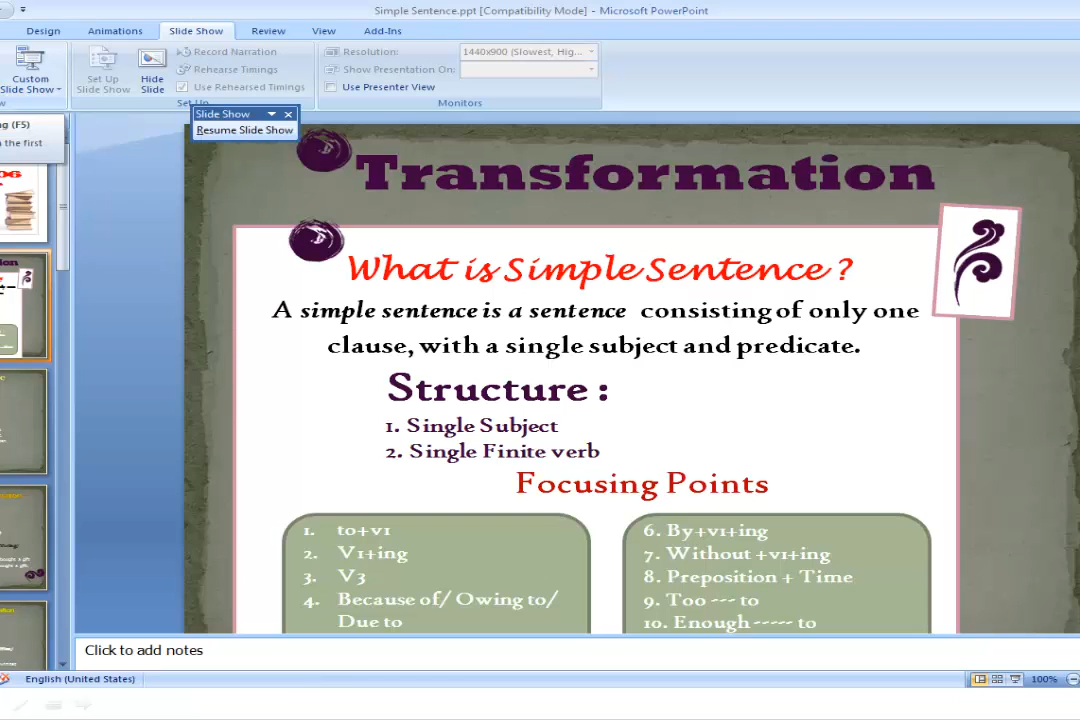 Simple Sentence.ppt [Compatibility Mode] - Microsoft PowerPoint
Design Animations Slide Show Review View Add-Ins
Custom Slide Show
Set Up Slide Show
Hide Slide
Record Narration
Rehearse Timings
Use Rehearsed Timings
Set Up
Resolution: 1440x900 (Slowest, Hig...
Show Presentation On:
Use Presenter View
Monitors
g (F5)
the first
Slide Show
Resume Slide Show
Transformation
What is Simple Sentence ?
A simple sentence is a sentence consisting of only one
clause, with a single subject and predicate.
Structure :
1. Single Subject
2. Single Finite verb
Focusing Points
1. to+v1
2. V1+ing
3. V3
4. Because of/ Owing to/
Due to
6. By+v1+ing
7. Without +v1+ing
8. Preposition + Time
9. Too --- to
10. Enough ----- to
Click to add notes
English (United States)
100%